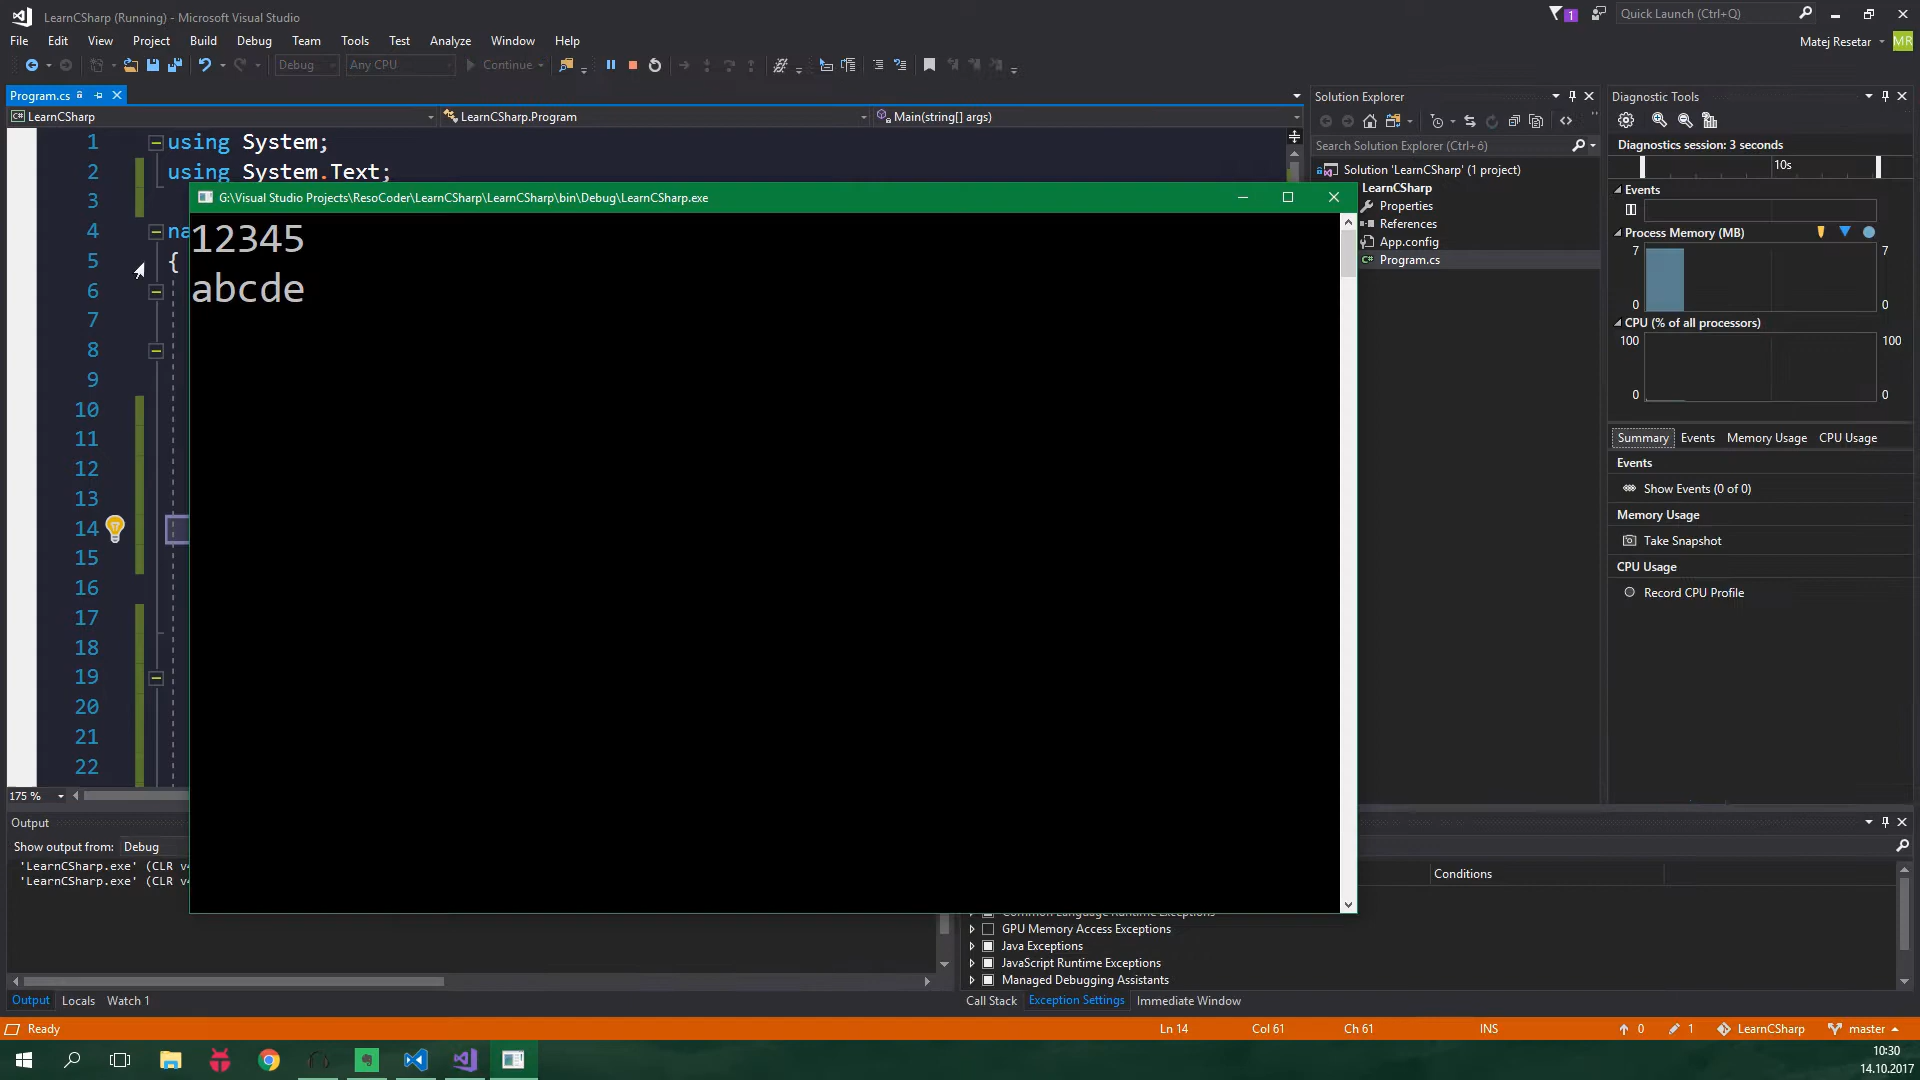 LearnCSharp (Running) - Microsoft Visual Studio
1
Quick Launch (Ctrl+Q)
File Edit View Project Build Debug Team Tools Test Analyze Window Help
Matej Resetar MR
Debug Any CPU Continue
Program.cs
LearnCSharp LearnCSharp.Program Main(string[] args)
1 using System;
2 using System.Text;
3
4 na
5 {
6
7
8
9
10
11
12
13
14
15
16
17
18
19
20
21
22
175 %
G:\Visual Studio Projects\ResoCoder\LearnCSharp\LearnCSharp\bin\Debug\LearnCSharp.exe
12345
abcde
Solution Explorer
Search Solution Explorer (Ctrl+ô)
Solution 'LearnCSharp' (1 project)
LearnCSharp
Properties
References
App.config
C# Program.cs
Diagnostic Tools
Diagnostics session: 3 seconds
10s
Events
Process Memory (MB)
7 7
0 0
CPU (% of all processors)
100 100
0 0
Summary Events Memory Usage CPU Usage
Events
Show Events (0 of 0)
Memory Usage
Take Snapshot
CPU Usage
Record CPU Profile
Output
Show output from: Debug
'LearnCSharp.exe' (CLR v4
'LearnCSharp.exe' (CLR v4
Output Locals Watch 1
Conditions
Common Language Runtime Exceptions
GPU Memory Access Exceptions
Java Exceptions
JavaScript Runtime Exceptions
Managed Debugging Assistants
Call Stack Exception Settings Immediate Window
Ready Ln 14 Col 61 Ch 61 INS 0 1 LearnCSharp master
10:30
14.10.2017